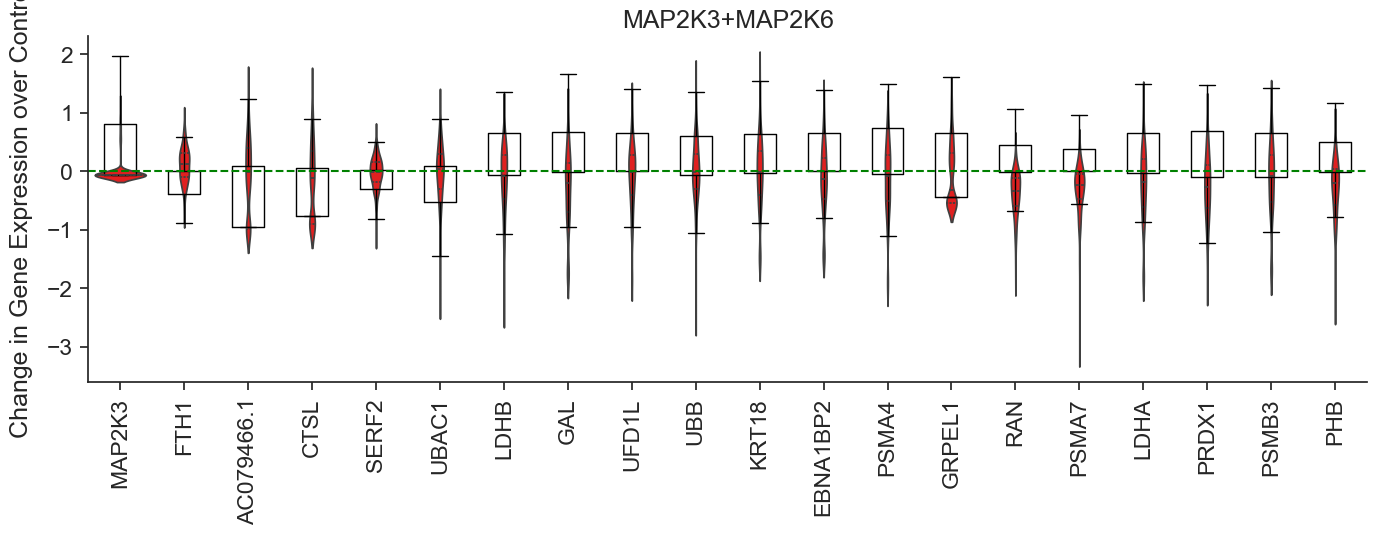 MAP2K3+MAP2K6
Change in Gene Expression over
2
1
0
−1
−2
−3
MAP2K3
FTH1
AC079466.1
CTSL
SERF2
UBAC1
LDHB
GAL
UFD1L
UBB
KRT18
EBNA1BP2
PSMA4
GRPEL1
RAN
PSMA7
LDHA
PRDX1
PSMB3
PHB